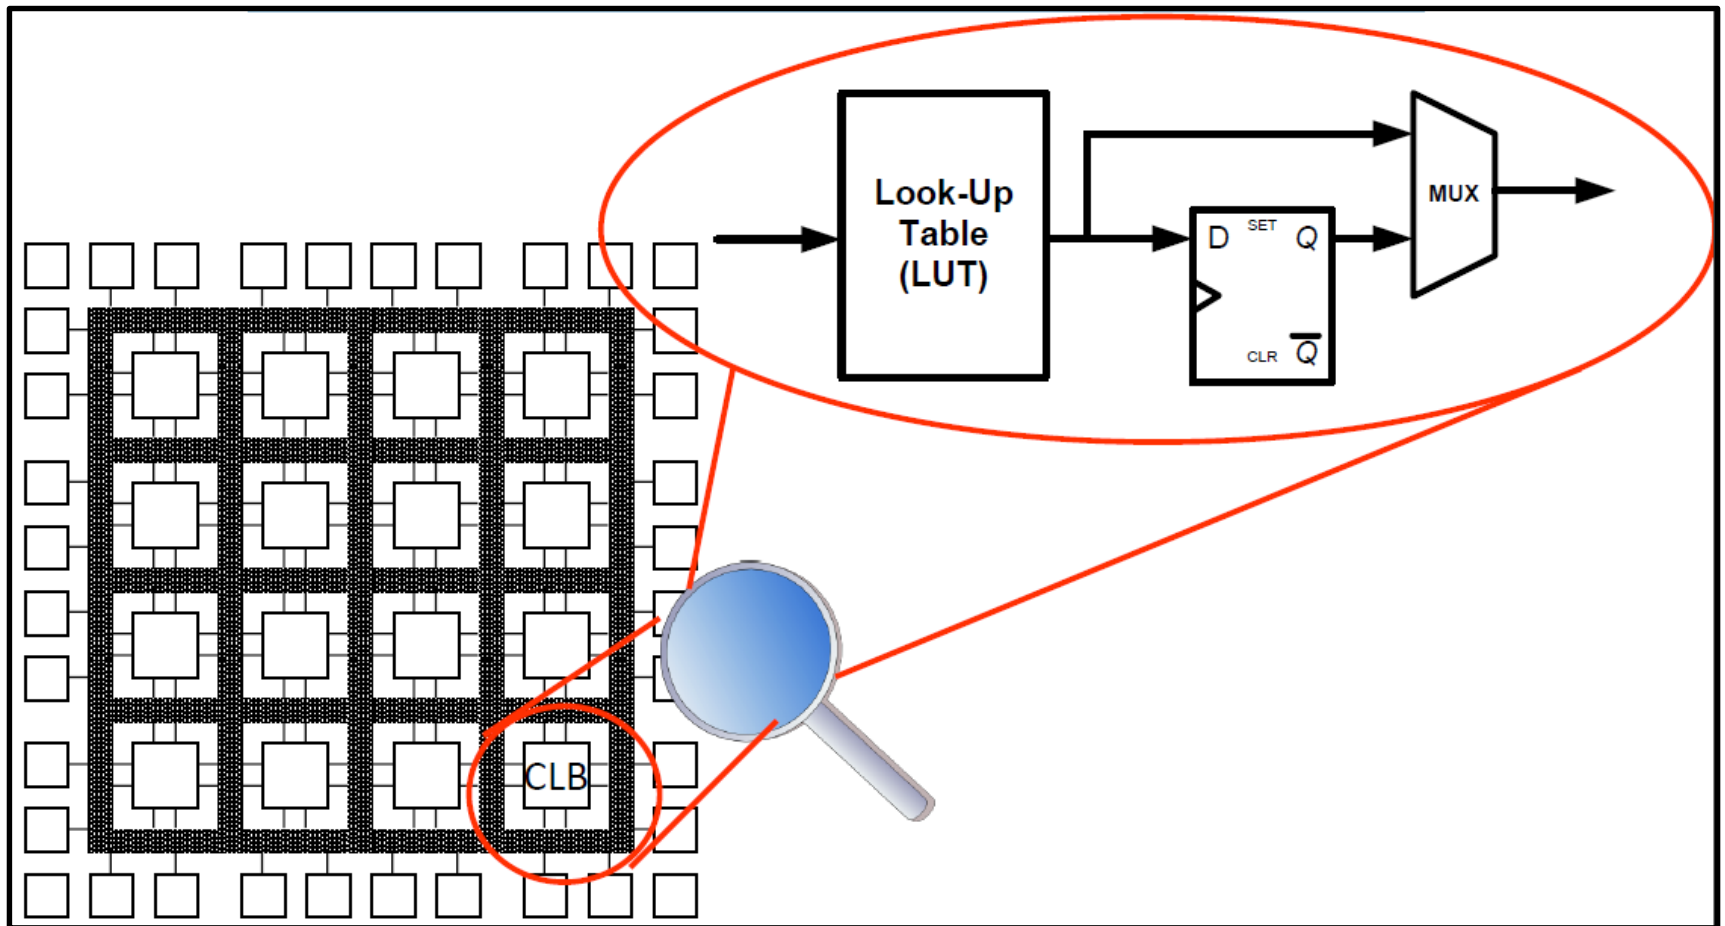 Look-Up
Table
(LUT)
MUX
D SET Q
CLR Q̅
CLB